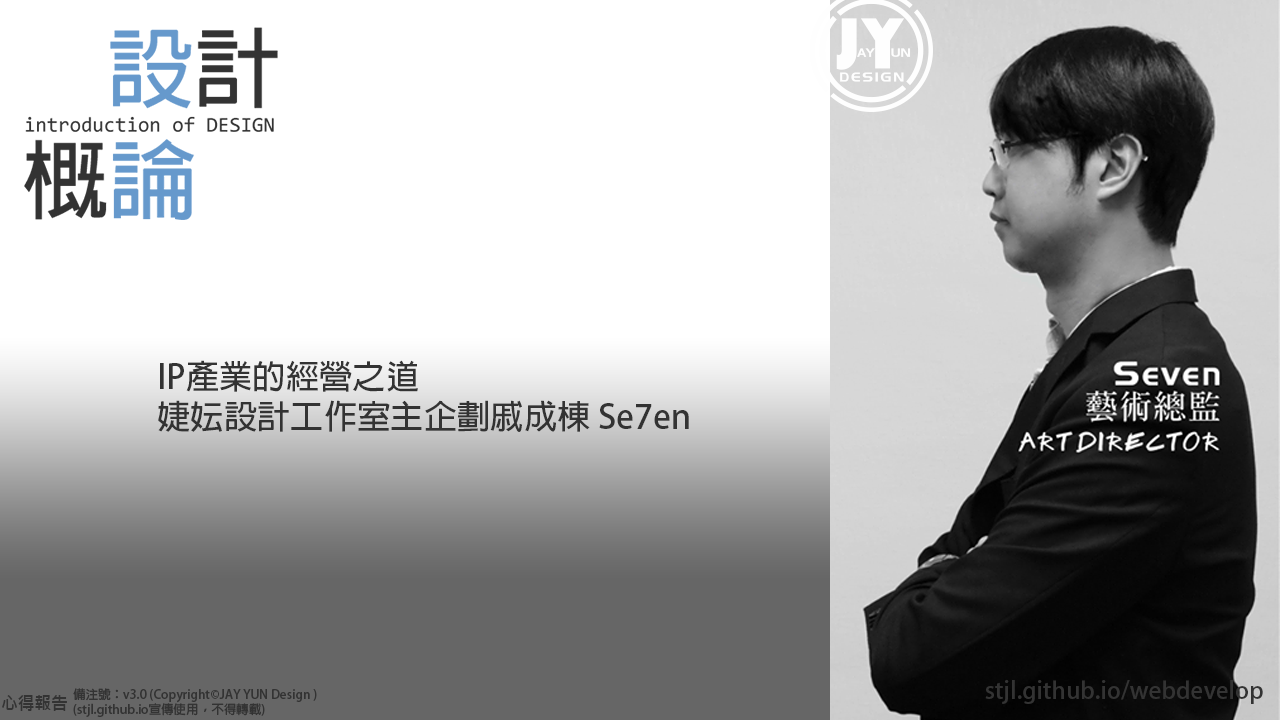 設計
introduction of DESIGN
概論
JAY YUN
DESIGN
IP產業的經營之道
婕妘設計工作室主企劃戚成棟 Se7en
Seven
藝術總監
ART DIRECTOR
心得報告
備注號：v3.0 (Copyright©JAY YUN Design )
(stjl.github.io宣傳使用，不得轉載)
stjl.github.io/webdevelop